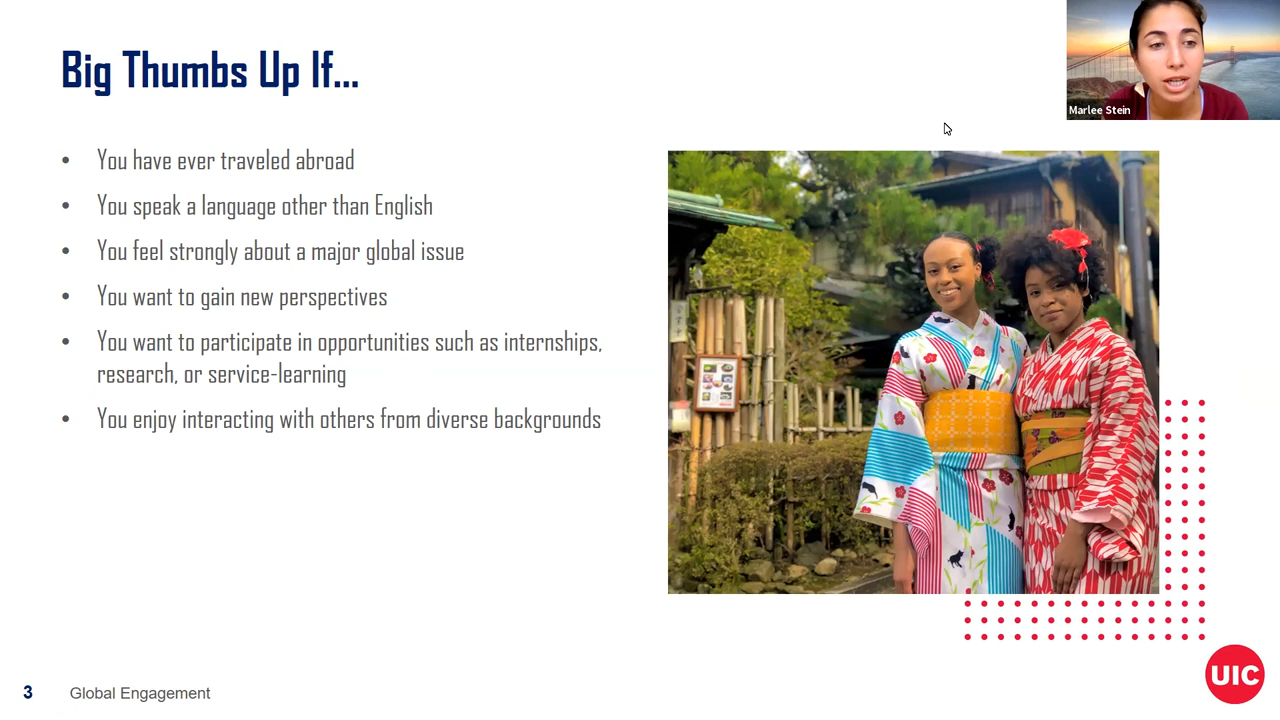 Big Thumbs Up If...
Marlee Stein
• You have ever traveled abroad
• You speak a language other than English
• You feel strongly about a major global issue
• You want to gain new perspectives
• You want to participate in opportunities such as internships,
research, or service-learning
• You enjoy interacting with others from diverse backgrounds
3 Global Engagement
UIC